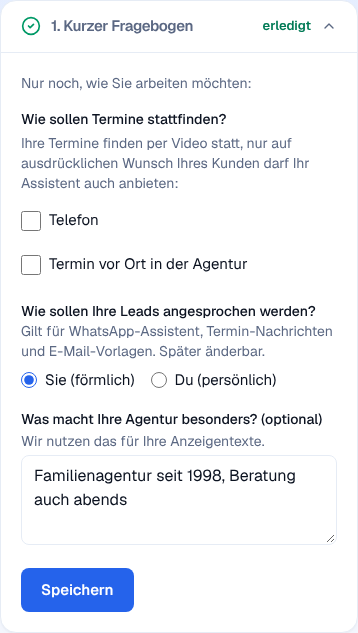 1. Kurzer Fragebogen
erledigt
Nur noch, wie Sie arbeiten möchten:
Wie sollen Termine stattfinden?
Ihre Termine finden per Video statt, nur auf
ausdrücklichen Wunsch Ihres Kunden darf Ihr
Assistent auch anbieten:
Telefon
Termin vor Ort in der Agentur
Wie sollen Ihre Leads angesprochen werden?
Gilt für WhatsApp-Assistent, Termin-Nachrichten
und E-Mail-Vorlagen. Später änderbar.
Sie (förmlich) Du (persönlich)
Was macht Ihre Agentur besonders? (optional)
Wir nutzen das für Ihre Anzeigentexte.
Familienagentur seit 1998, Beratung
auch abends
Speichern